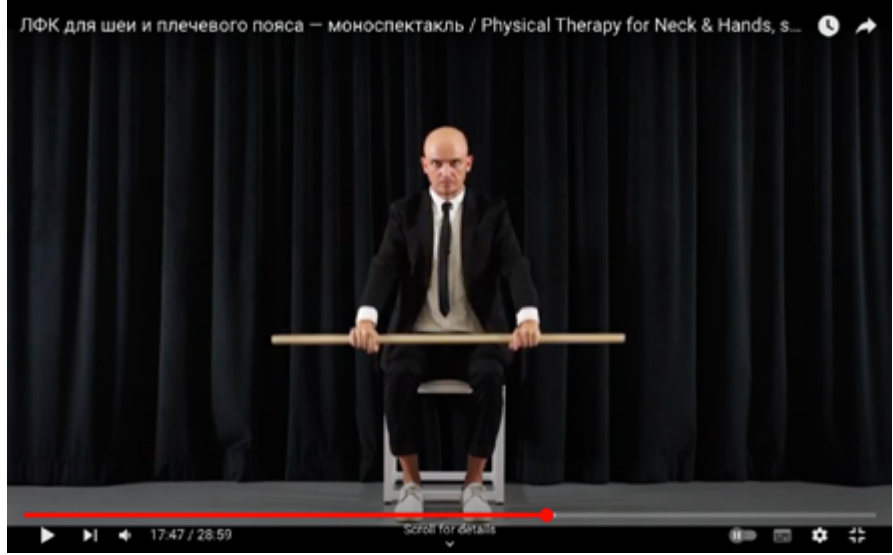 ЛФК для шеи и плечевого пояса — моноспектакль / Physical Therapy for Neck & Hands, s...
17:47 / 28:59
Scroll for details